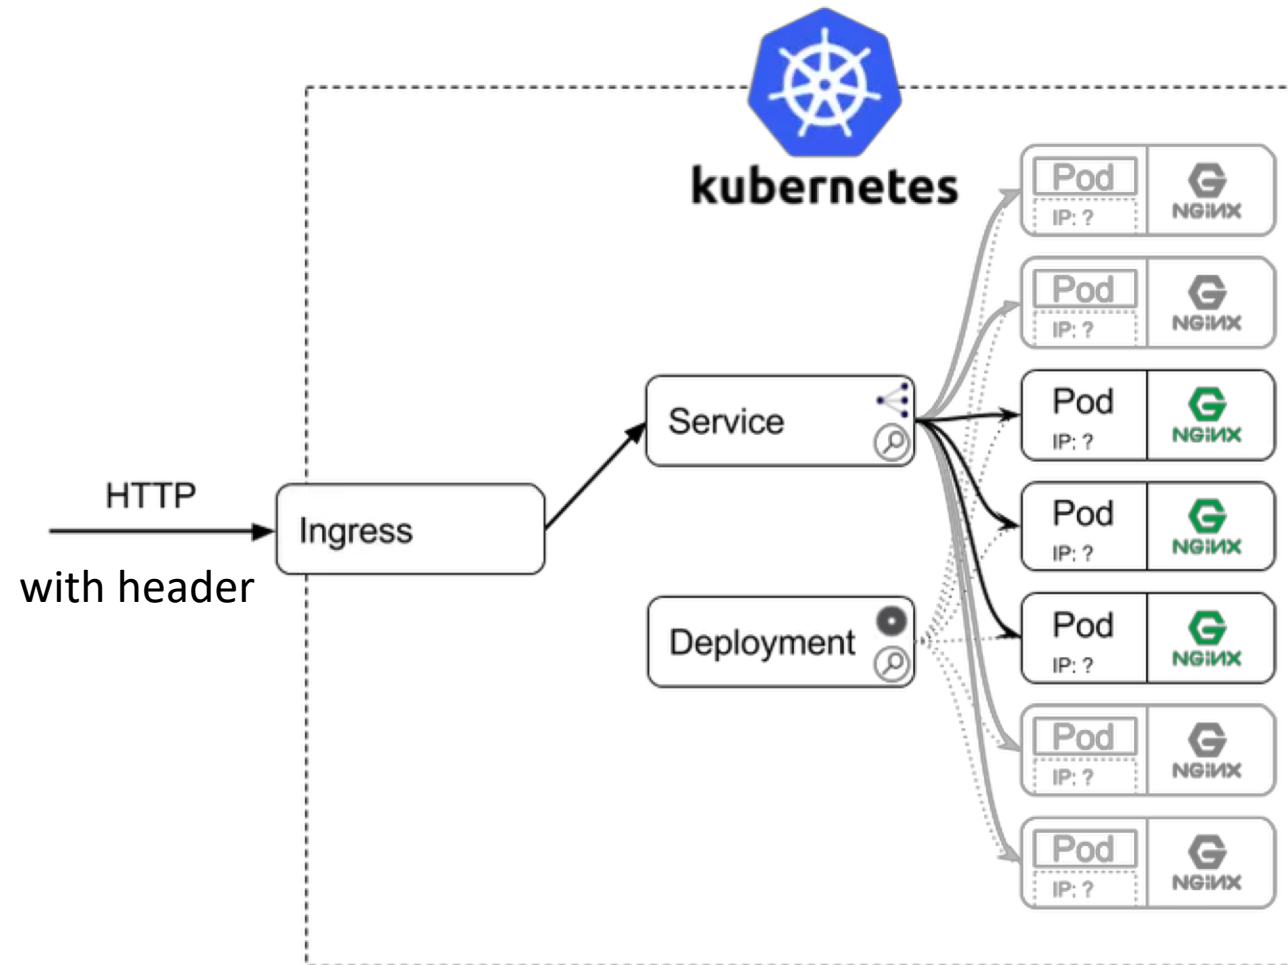 kubernetes
Pod
IP: ?
NGiNX
Pod
IP: ?
NGiNX
Pod
IP: ?
NGiNX
Service
HTTP
Ingress
with header
Pod
IP: ?
NGiNX
Deployment
Pod
IP: ?
NGiNX
Pod
IP: ?
NGiNX
Pod
IP: ?
NGiNX